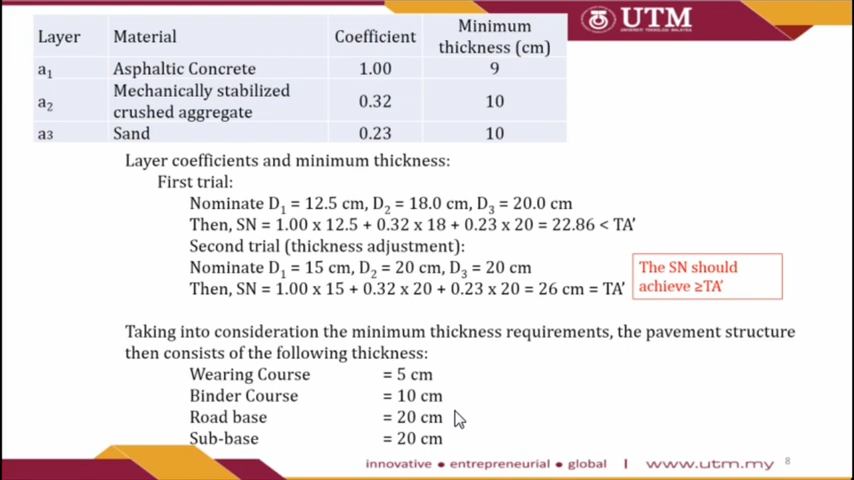 UTM
UNIVERSITI TEKNOLOGI MALAYSIA
Layer Material Coefficient Minimum thickness (cm)
a1 Asphaltic Concrete 1.00 9
a2 Mechanically stabilized crushed aggregate 0.32 10
a3 Sand 0.23 10
Layer coefficients and minimum thickness:
First trial:
Nominate D1 = 12.5 cm, D2 = 18.0 cm, D3 = 20.0 cm
Then, SN = 1.00 x 12.5 + 0.32 x 18 + 0.23 x 20 = 22.86 < TA’
Second trial (thickness adjustment):
Nominate D1 = 15 cm, D2 = 20 cm, D3 = 20 cm
Then, SN = 1.00 x 15 + 0.32 x 20 + 0.23 x 20 = 26 cm = TA’
The SN should
achieve ≥TA’
Taking into consideration the minimum thickness requirements, the pavement structure
then consists of the following thickness:
Wearing Course = 5 cm
Binder Course = 10 cm
Road base = 20 cm
Sub-base = 20 cm
innovative ● entrepreneurial ● global | www.utm.my 8